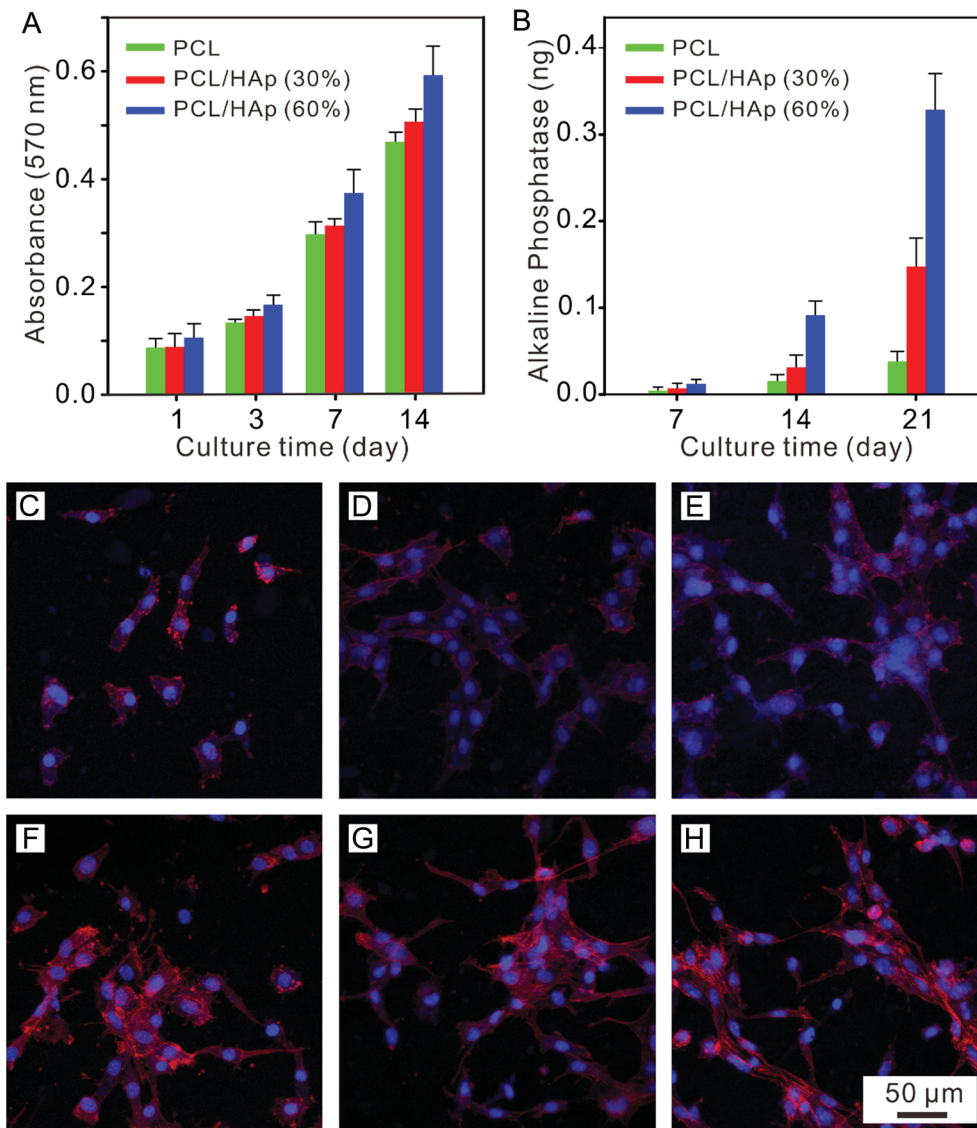 A
PCL
PCL/HAp (30%)
PCL/HAp (60%)
Absorbance (570 nm)
0.6
0.4
0.2
0.0
1 3 7 14
Culture time (day)
B
PCL
PCL/HAp (30%)
PCL/HAp (60%)
Alkaline Phosphatase (ng)
0.4
0.3
0.2
0.1
0.0
7 14 21
Culture time (day)
C
D
E
F
G
H
50 µm